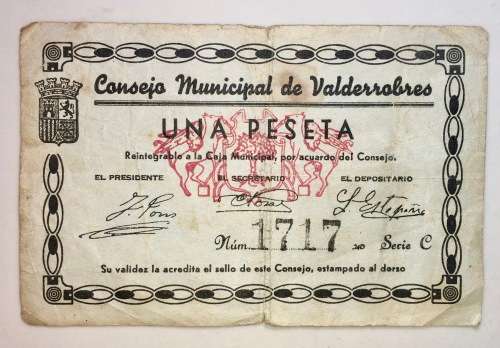 Consejo Municipal de Valderrobres
UNA PESETA
Reintegrable a la Caja Municipal, por acuerdo del Consejo.
EL PRESIDENTE EL SECRETARIO EL DEPOSITARIO
J. Pons
Núm. 1717 Serie C
Su validez la acredita el sello de este Consejo, estampado al dorso